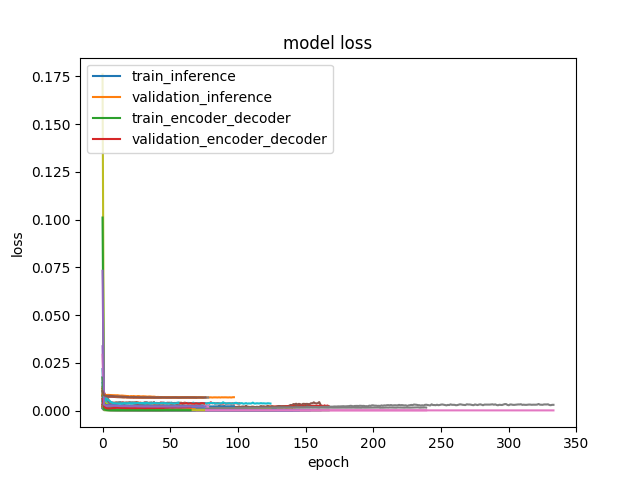 model loss
train_inference
validation_inference
train_encoder_decoder
validation_encoder_decoder
0.175
0.150
0.125
0.100
0.075
0.050
0.025
0.000
loss
0 50 100 150 200 250 300 350
epoch